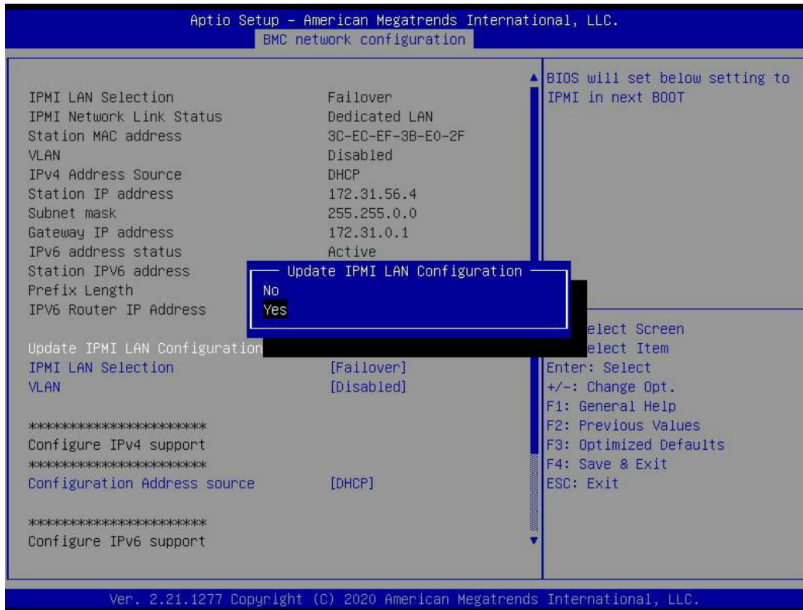 Aptio Setup – American Megatrends International, LLC.
BMC network configuration
IPMI LAN Selection Failover
IPMI Network Link Status Dedicated LAN
Station MAC address 3C-EC-EF-3B-E0-2F
VLAN Disabled
IPv4 Address Source DHCP
Station IP address 172.31.56.4
Subnet mask 255.255.0.0
Gateway IP address 172.31.0.1
IPV6 address status Active
Station IPV6 address
Prefix Length
IPV6 Router IP Address
Update IPMI LAN Configuration
No
Yes
Update IPMI LAN Configuration
IPMI LAN Selection [Failover]
VLAN [Disabled]
***********************
Configure IPv4 support
***********************
Configuration Address source [DHCP]
***********************
Configure IPv6 support
BIOS will set below setting to
IPMI in next BOOT
elect Screen
elect Item
Enter: Select
+/-: Change Opt.
F1: General Help
F2: Previous Values
F3: Optimized Defaults
F4: Save & Exit
ESC: Exit
Ver. 2.21.1277 Copyright (C) 2020 American Megatrends International, LLC.